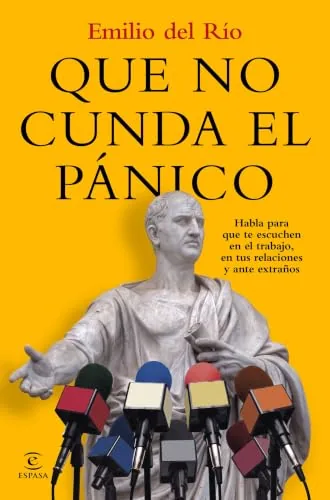 Emilio del Río
QUE NO
CUNDA EL
PÁNICO
Habla para
que te escuchen
en el trabajo,
en tus relaciones
y ante extraños
e
ESPASA